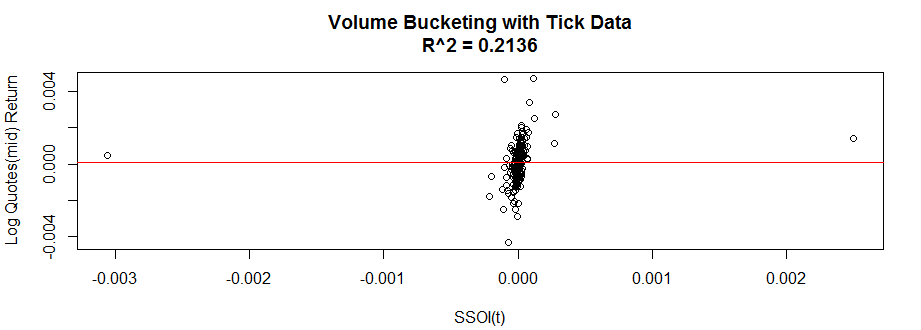 Volume Bucketing with Tick Data
R^2 = 0.2136
Log Quotes(mid) Return
0.004
0.000
-0.004
-0.003
-0.002
-0.001
0.000
0.001
0.002
SSOI(t)